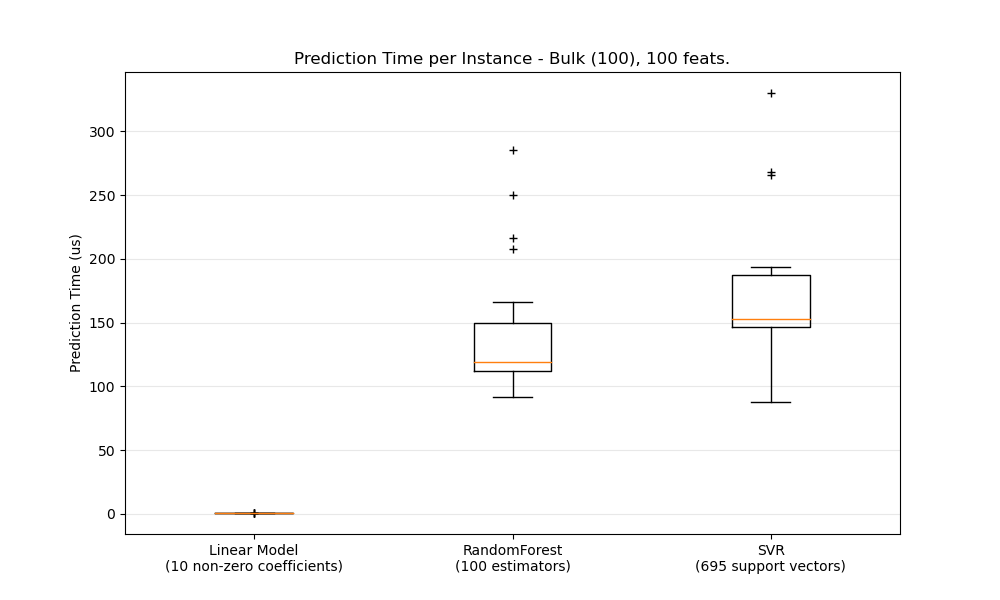 Prediction Time per Instance - Bulk (100), 100 feats.
Prediction Time (us)
300
250
200
150
100
50
0
Linear Model
(10 non-zero coefficients)
RandomForest
(100 estimators)
SVR
(695 support vectors)